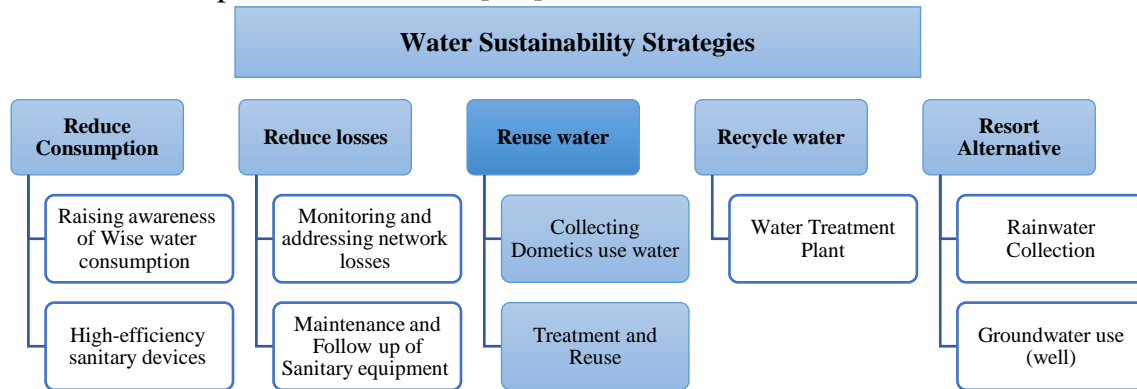 Water Sustainability Strategies
Reduce
Consumption
Raising awareness
of Wise water
consumption
High-efficiency
sanitary devices
Reduce losses
Monitoring and
addressing network
losses
Maintenance and
Follow up of
Sanitary equipment
Reuse water
Collecting
Dometics use water
Treatment and
Reuse
Recycle water
Water Treatment
Plant
Resort
Alternative
Rainwater
Collection
Groundwater use
(well)